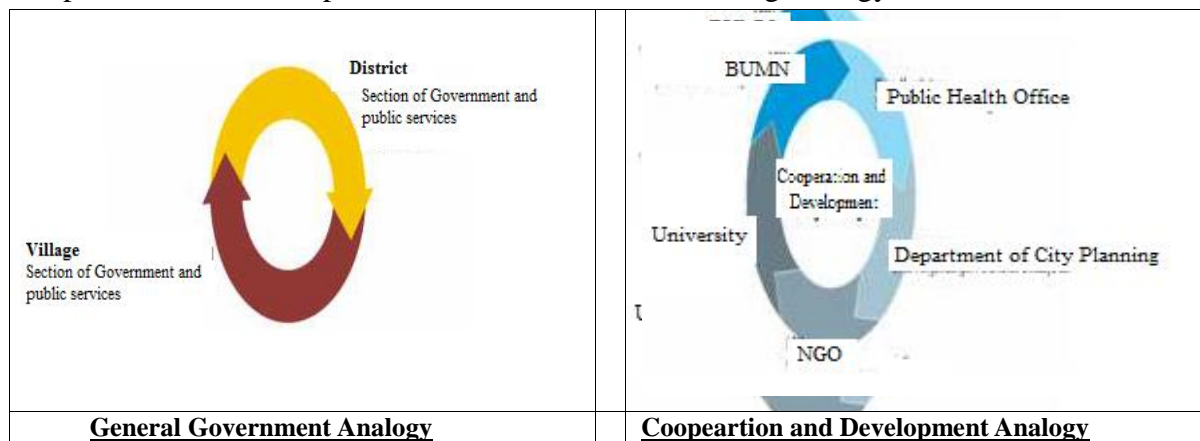 District
Section of Government and
public services
Village
Section of Government and
public services
General Government Analogy
BUMN
Public Health Office
Cooperation and
Development
University
Department of City Planning
NGO
Coopeartion and Development Analogy